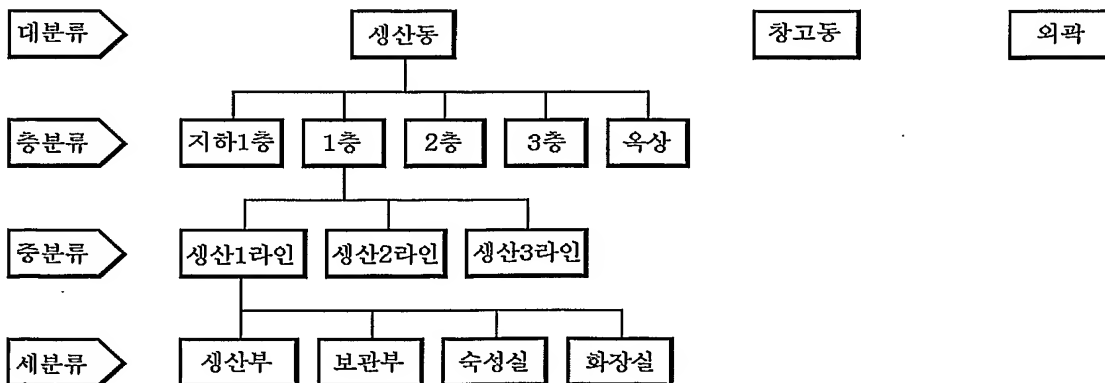 대분류 생산동 창고동 외곽
층분류 지하1층 1층 2층 3층 옥상
중분류 생산1라인 생산2라인 생산3라인
세분류 생산부 보관부 숙성실 화장실